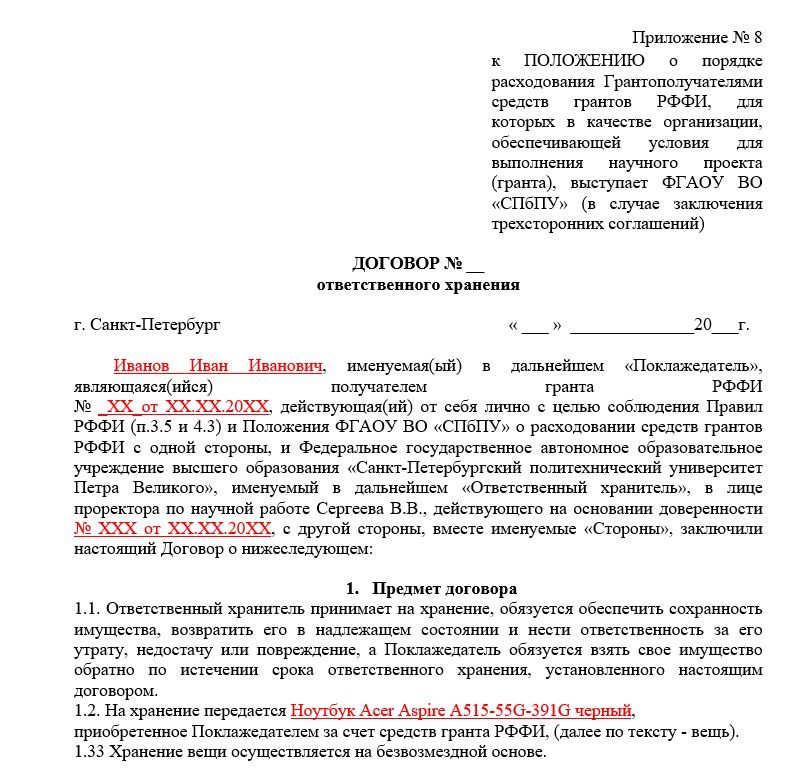 Приложение № 8
к ПОЛОЖЕНИЮ о порядке
расходования Грантополучателями
средств грантов РФФИ, для
которых в качестве организации,
обеспечивающей условия для
выполнения научного проекта
(гранта), выступает ФГАОУ ВО
«СПбПУ» (в случае заключения
трехсторонних соглашений)
ДОГОВОР № __
ответственного хранения
г. Санкт-Петербург « ___ » ______________20___г.
Иванов Иван Иванович, именуемая(ый) в дальнейшем «Поклажедатель»,
являющаяся(ийся) получателем гранта РФФИ
№ _ХХ_от ХХ.ХХ.20ХХ, действующая(ий) от себя лично с целью соблюдения Правил
РФФИ (п.3.5 и 4.3) и Положения ФГАОУ ВО «СПбПУ» о расходовании средств грантов
РФФИ с одной стороны, и Федеральное государственное автономное образовательное
учреждение высшего образования «Санкт-Петербургский политехнический университет
Петра Великого», именуемый в дальнейшем «Ответственный хранитель», в лице
проректора по научной работе Сергеева В.В., действующего на основании доверенности
№ ХХХ от ХХ.ХХ.20ХХ, с другой стороны, вместе именуемые «Стороны», заключили
настоящий Договор о нижеследующем:
1. Предмет договора
1.1. Ответственный хранитель принимает на хранение, обязуется обеспечить сохранность
имущества, возвратить его в надлежащем состоянии и нести ответственность за его
утрату, недостачу или повреждение, а Поклажедатель обязуется взять свое имущество
обратно по истечении срока ответственного хранения, установленного настоящим
договором.
1.2. На хранение передается Ноутбук Acer Aspire A515-55G-391G черный,
приобретенное Поклажедателем за счет средств гранта РФФИ, (далее по тексту - вещь).
1.33 Хранение вещи осуществляется на безвозмездной основе.